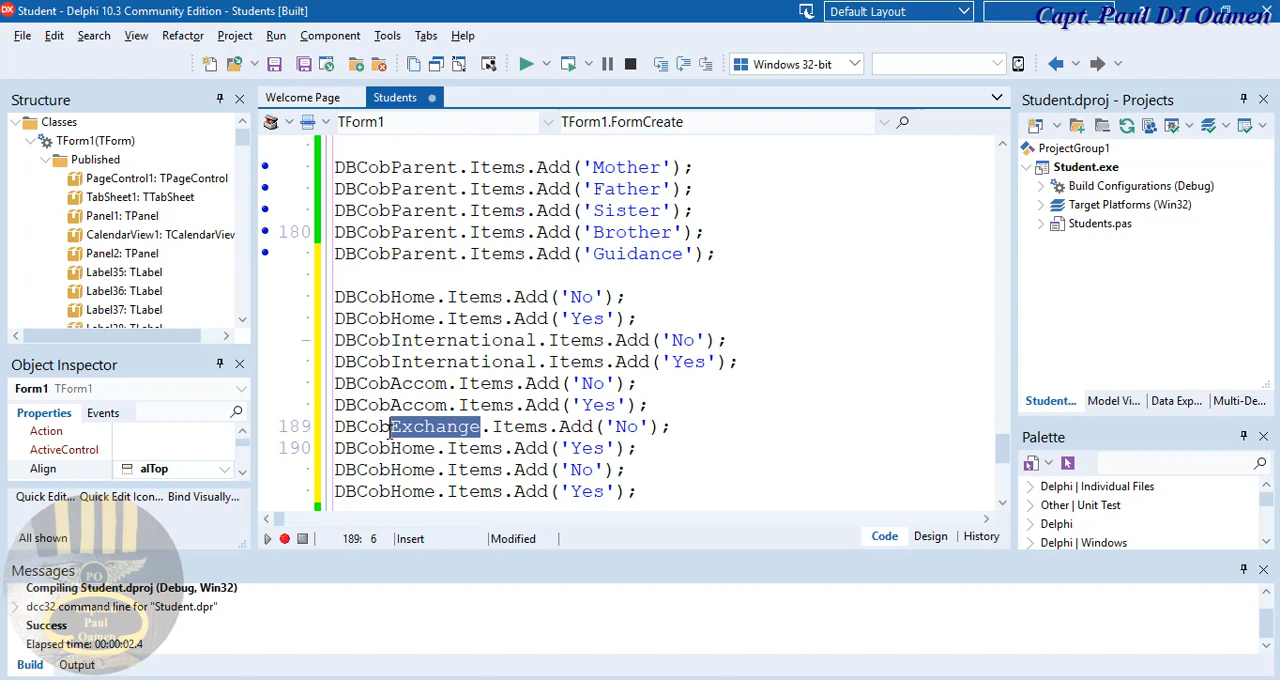 Student - Delphi 10.3 Community Edition - Students [Built]
Default Layout
Capt. Paul DJ Oamen
File Edit Search View Refactor Project Run Component Tools Tabs Help
Windows 32-bit
Structure
Classes
TForm1(TForm)
Published
PageControl1: TPageControl
TabSheet1: TTabSheet
Panel1: TPanel
CalendarView1: TCalendarView
Panel2: TPanel
Label35: TLabel
Label36: TLabel
Label37: TLabel
Label38: TLabel
Object Inspector
Form1 TForm1
Properties Events
Action
ActiveControl
Align alTop
Quick Edit... Quick Edit Icon... Bind Visually...
All shown
Welcome Page Students
TForm1 TForm1.FormCreate
DBCobParent.Items.Add('Mother');
DBCobParent.Items.Add('Father');
DBCobParent.Items.Add('Sister');
180 DBCobParent.Items.Add('Brother');
DBCobParent.Items.Add('Guidance');
DBCobHome.Items.Add('No');
DBCobHome.Items.Add('Yes');
DBCobInternational.Items.Add('No');
DBCobInternational.Items.Add('Yes');
DBCobAccom.Items.Add('No');
DBCobAccom.Items.Add('Yes');
189 DBCobExchange.Items.Add('No');
190 DBCobHome.Items.Add('Yes');
DBCobHome.Items.Add('No');
DBCobHome.Items.Add('Yes');
189: 6 Insert Modified
Code Design History
Student.dproj - Projects
ProjectGroup1
Student.exe
Build Configurations (Debug)
Target Platforms (Win32)
Students.pas
Student... Model Vi... Data Exp... Multi-De...
Palette
Delphi | Individual Files
Other | Unit Test
Delphi
Delphi | Windows
Messages
Compiling Student.dproj (Debug, Win32)
dcc32 command line for "Student.dpr"
Success
Elapsed time: 00:00:02.4
Build Output
PO
Captain
Paul
Oamen